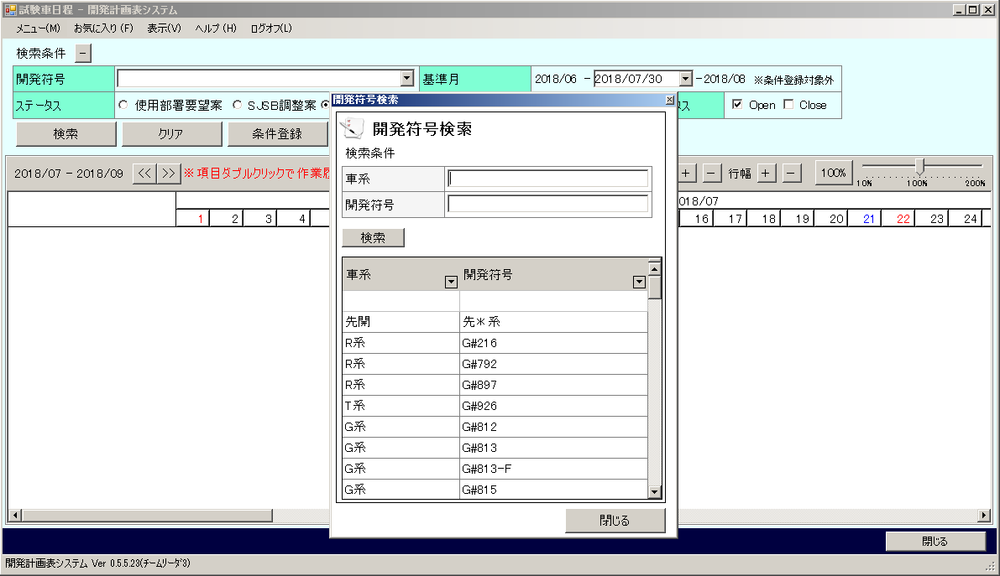 試験車日程 - 開発計画表システム
メニュー(M) お気に入り(F) 表示(V) ヘルプ(H) ログオフ(L)
検索条件 -
開発符号 基準月 2018/06 - 2018/07/30 -2018/08 ※条件登録対象外
ステータス 使用部署要望案 SJSB調整案 ス Open Close
検索 クリア 条件登録
2018/07 - 2018/09 << >> ※項目ダブルクリックで作業履 + - 行幅 + - 100% 10% 100% 200%
018/07
1 2 3 4 16 17 18 19 20 21 22 23 24
開発符号検索
開発符号検索
検索条件
車系
開発符号
検索
車系 開発符号
先開 先＊系
R系 G#216
R系 G#792
R系 G#897
T系 G#926
G系 G#812
G系 G#813
G系 G#813-F
G系 G#815
閉じる
閉じる
開発計画表システム Ver 0.5.5.23(ﾁｰﾑﾘｰﾀﾞ3)